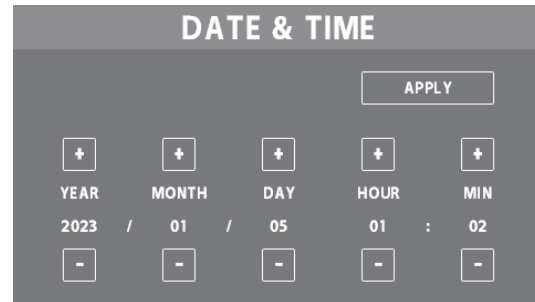 DATE & TIME
APPLY
+ + + + +
YEAR MONTH DAY HOUR MIN
2023 / 01 / 05 01 : 02
- - - - -